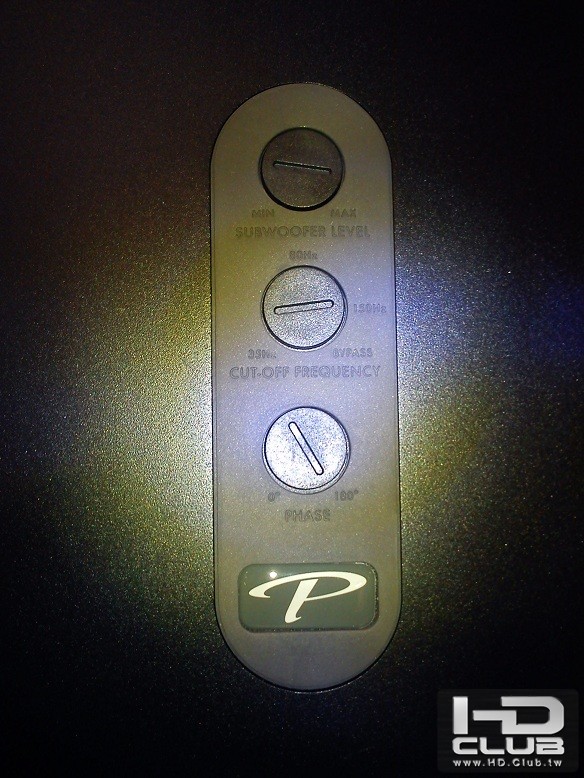 MIN MAX
SUBWOOFER LEVEL
80Hz
150Hz
35Hz BYPASS
CUT-OFF FREQUENCY
0° 180°
PHASE
P
HD
CLUB
www.HD.Club.tw